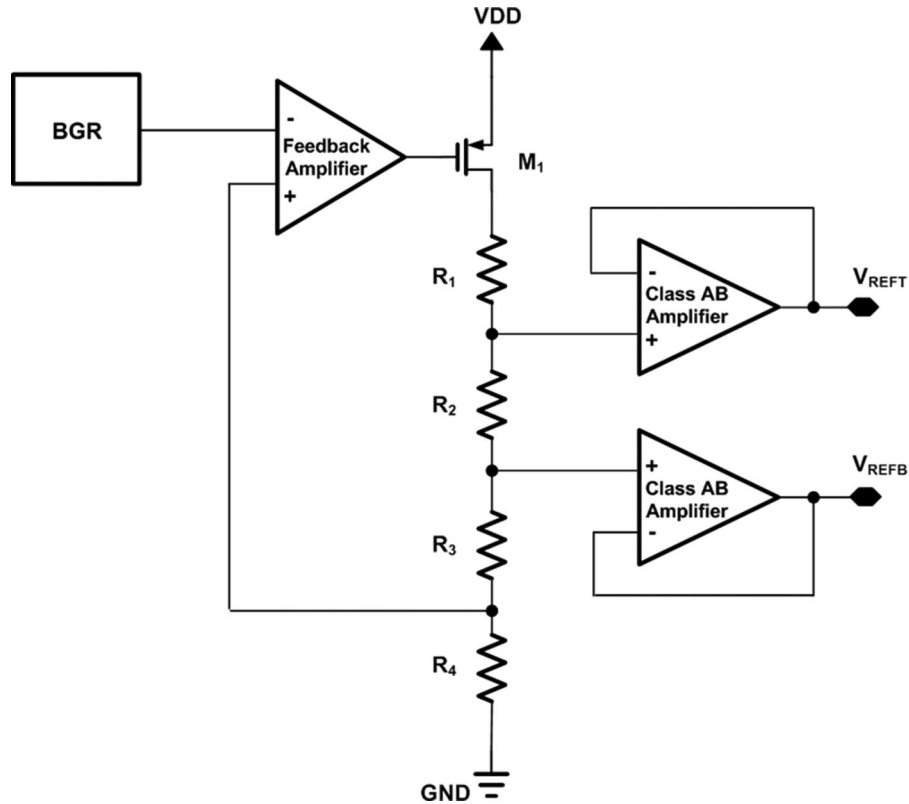 VDD
BGR
-
Feedback
Amplifier
+
M1
R1
-
Class AB
Amplifier
+
VREFT
R2
+
Class AB
Amplifier
-
VREFB
R3
R4
GND